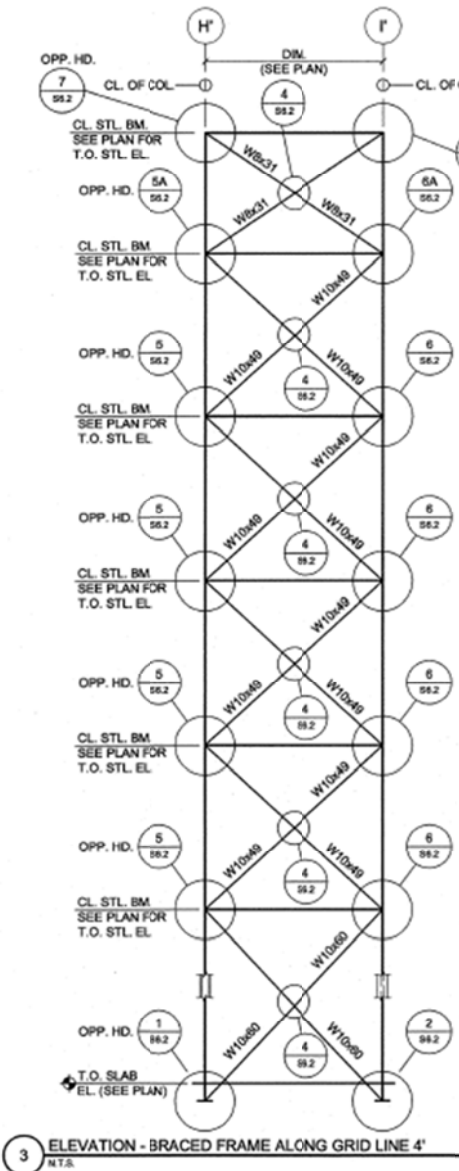 H' I'
DIM.
(SEE PLAN)
OPP. HD.
7
S6.2
CL. OF COL.
CL. OF
4
S6.2
CL. STL. BM.
SEE PLAN FOR
T.O. STL. EL.
W8x31
W8x31 W8x31
OPP. HD. 5A
S6.2
6A
S6.2
CL. STL. BM
SEE PLAN FOR
T.O. STL. EL
W10x49
W10x49 W10x49
OPP. HD. 5
S6.2
4
S6.2
6
S6.2
CL. STL. BM
SEE PLAN FOR
T.O. STL. EL
W10x49
W10x49 W10x49
OPP. HD. 5
S6.2
4
S6.2
6
S6.2
CL. STL. BM
SEE PLAN FOR
T.O. STL. EL
W10x49
W10x49 W10x49
OPP. HD. 5
S6.2
4
S6.2
6
S6.2
CL. STL. BM
SEE PLAN FOR
T.O. STL. EL
W10x49
W10x49 W10x49
OPP. HD. 5
S6.2
4
S6.2
6
S6.2
CL. STL. BM
SEE PLAN FOR
T.O. STL. EL
W10x60
W10x60 W10x60
OPP. HD. 1
S6.2
4
S6.2
2
S6.2
T.O. SLAB
EL. (SEE PLAN)
3 ELEVATION - BRACED FRAME ALONG GRID LINE 4'
N.T.S.